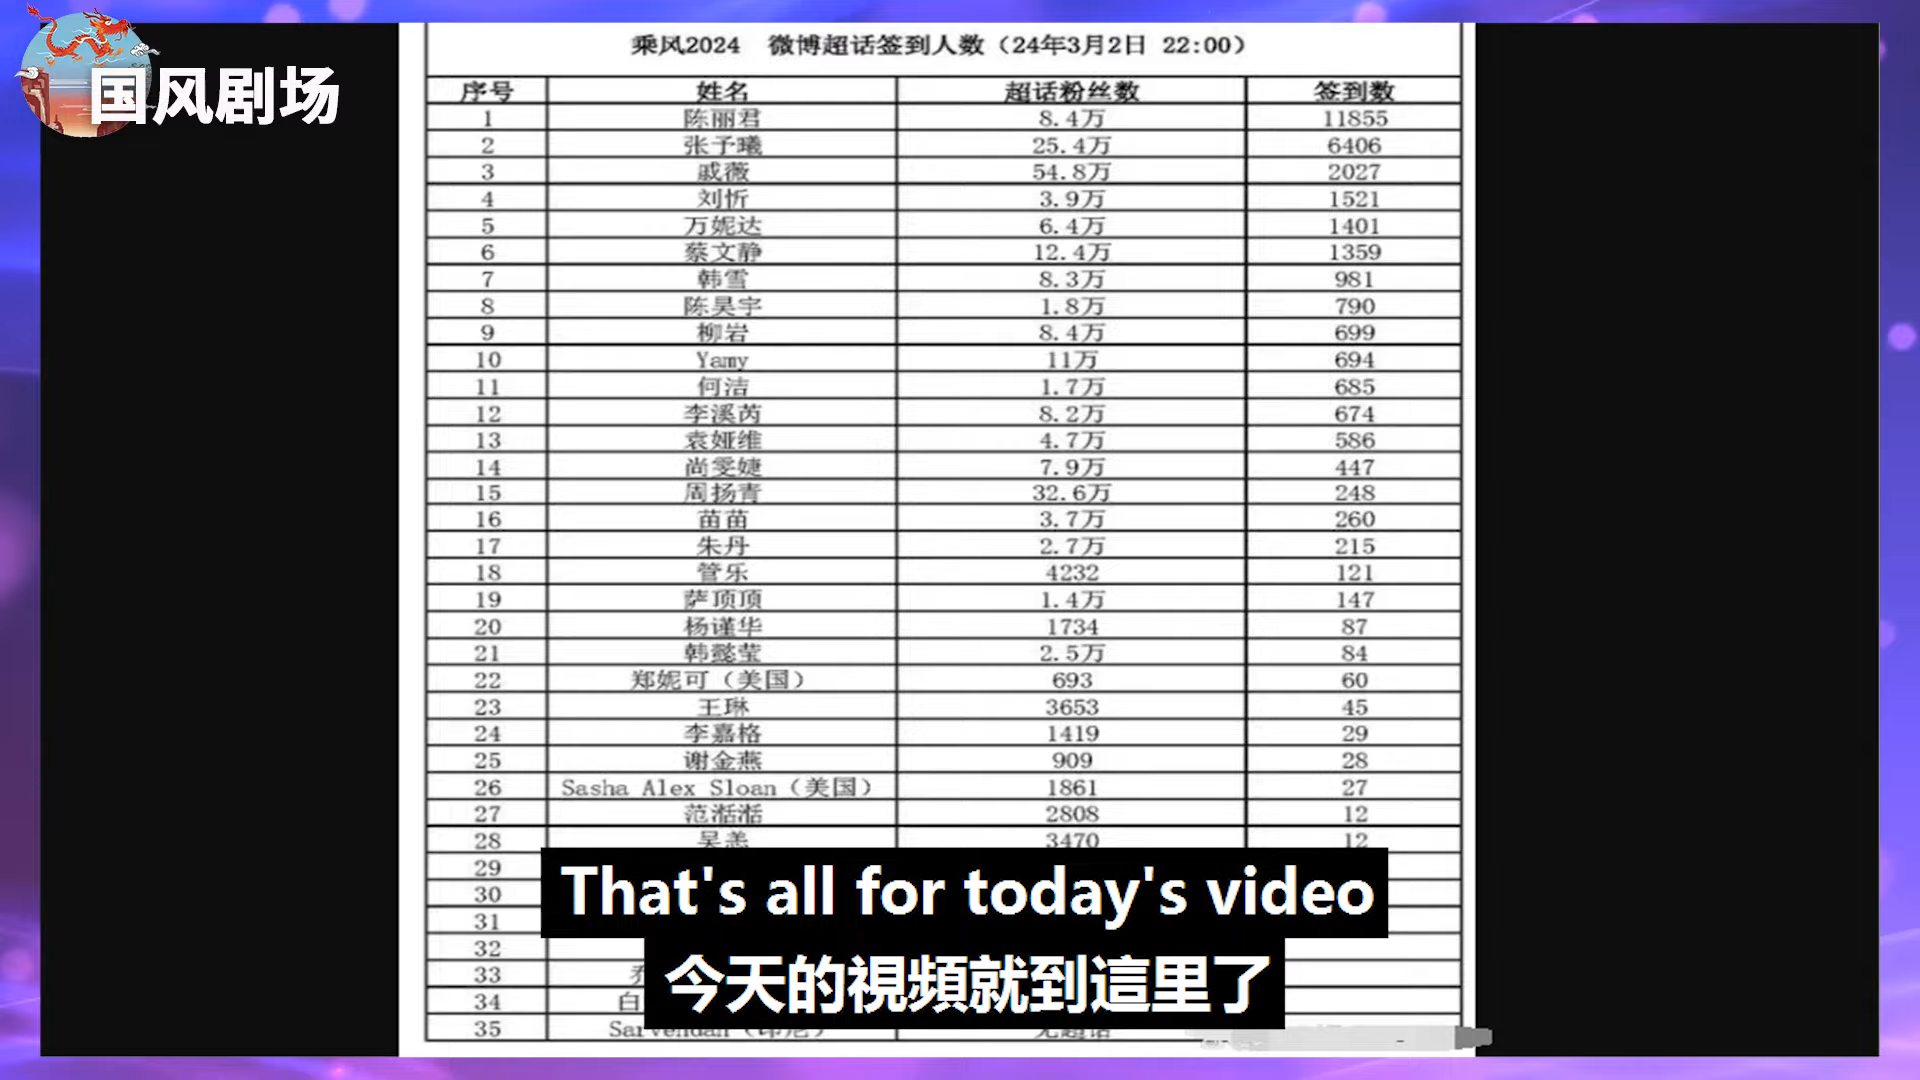 国风剧场
乘风2024 微博超话签到人数（24年3月2日 22:00）
序号 姓名 超话粉丝数 签到数
1 陈丽君 8.4万 11855
2 张予曦 25.4万 6406
3 戚薇 54.8万 2027
4 刘忻 3.9万 1521
5 万妮达 6.4万 1401
6 蔡文静 12.4万 1359
7 韩雪 8.3万 981
8 陈昊宇 1.8万 790
9 柳岩 8.4万 699
10 Yamy 11万 694
11 何洁 1.7万 685
12 李溪芮 8.2万 674
13 袁娅维 4.7万 586
14 尚雯婕 7.9万 447
15 周扬青 32.6万 248
16 苗苗 3.7万 260
17 朱丹 2.7万 215
18 管乐 4232 121
19 萨顶顶 1.4万 147
20 杨谨华 1734 87
21 韩懿莹 2.5万 84
22 郑妮可（美国） 693 60
23 王琳 3653 45
24 李嘉格 1419 29
25 谢金燕 909 28
26 Sasha Alex Sloan（美国） 1861 27
27 范湉湉 2808 12
28 吴恙 3470 12
29
30
31
32
33
34 白
35 Sarvendah（印尼） 无超话
That's all for today's video
今天的視頻就到這里了